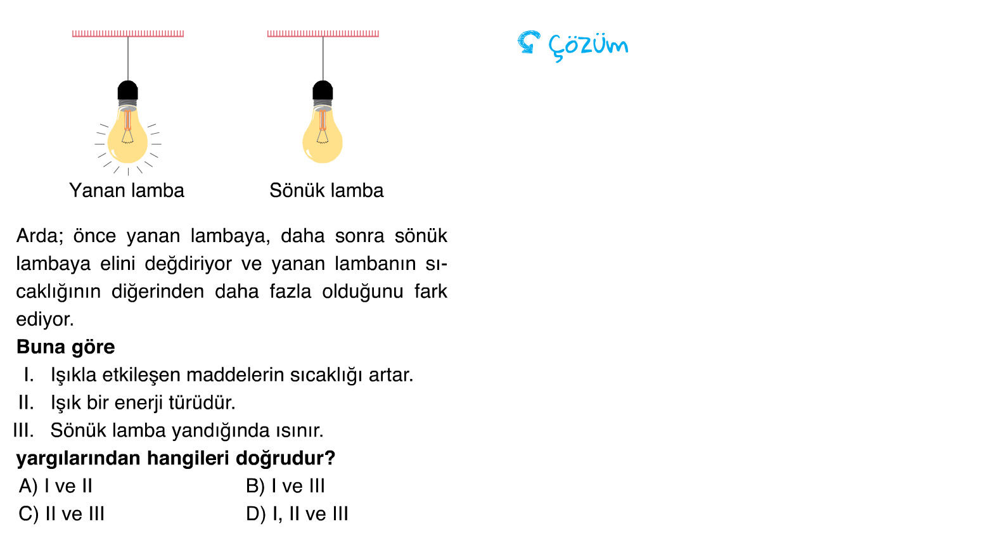 Yanan lamba
Sönük lamba
Çözüm
Arda; önce yanan lambaya, daha sonra sönük
lambaya elini değdiriyor ve yanan lambanın sı-
caklığının diğerinden daha fazla olduğunu fark
ediyor.
Buna göre
I. Işıkla etkileşen maddelerin sıcaklığı artar.
II. Işık bir enerji türüdür.
III. Sönük lamba yandığında ısınır.
yargılarından hangileri doğrudur?
A) I ve II B) I ve III
C) II ve III D) I, II ve III